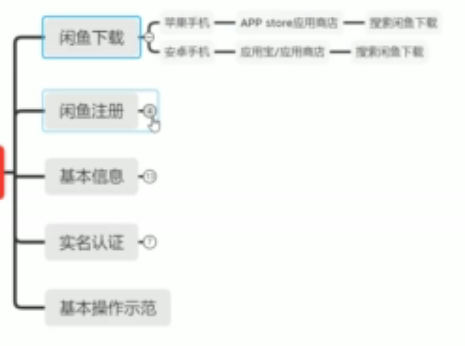 闲鱼下载
苹果手机 APP store应用商店 搜索闲鱼下载
安卓手机 应用宝/应用商店 搜索闲鱼下载
闲鱼注册 4
基本信息 13
实名认证 7
基本操作示范